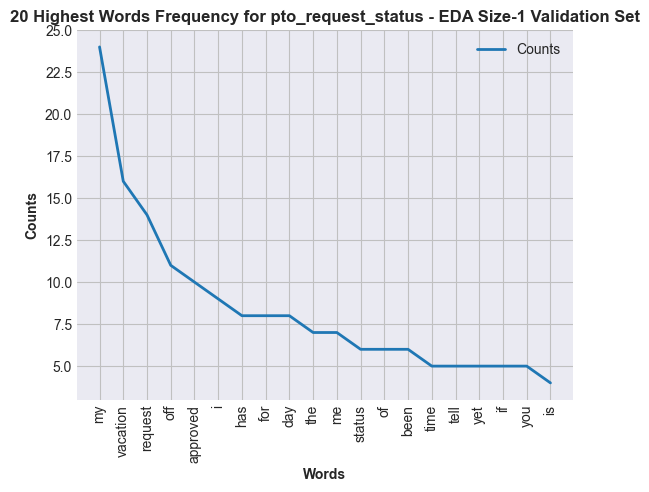 20 Highest Words Frequency for pto_request_status - EDA Size-1 Validation Set
Counts
25.0
22.5
20.0
17.5
15.0
12.5
10.0
7.5
5.0
Counts
my
vacation
request
off
approved
i
has
for
day
the
me
status
of
been
time
tell
yet
if
you
is
Words